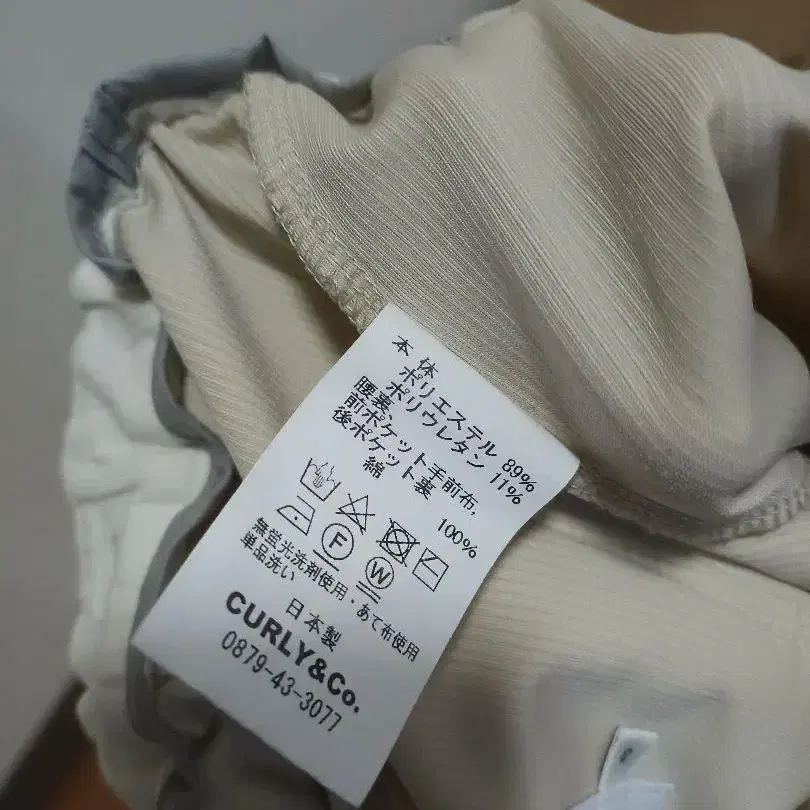 本体
ポリエステル 89%
ポリウレタン 11%
腰裏、
前ポケット手前布,
後ポケット裏
綿 100%
F
W
無蛍光洗剤使用・あて布使用
単品洗い
日本製
CURLY&Co.
0879-43-3077